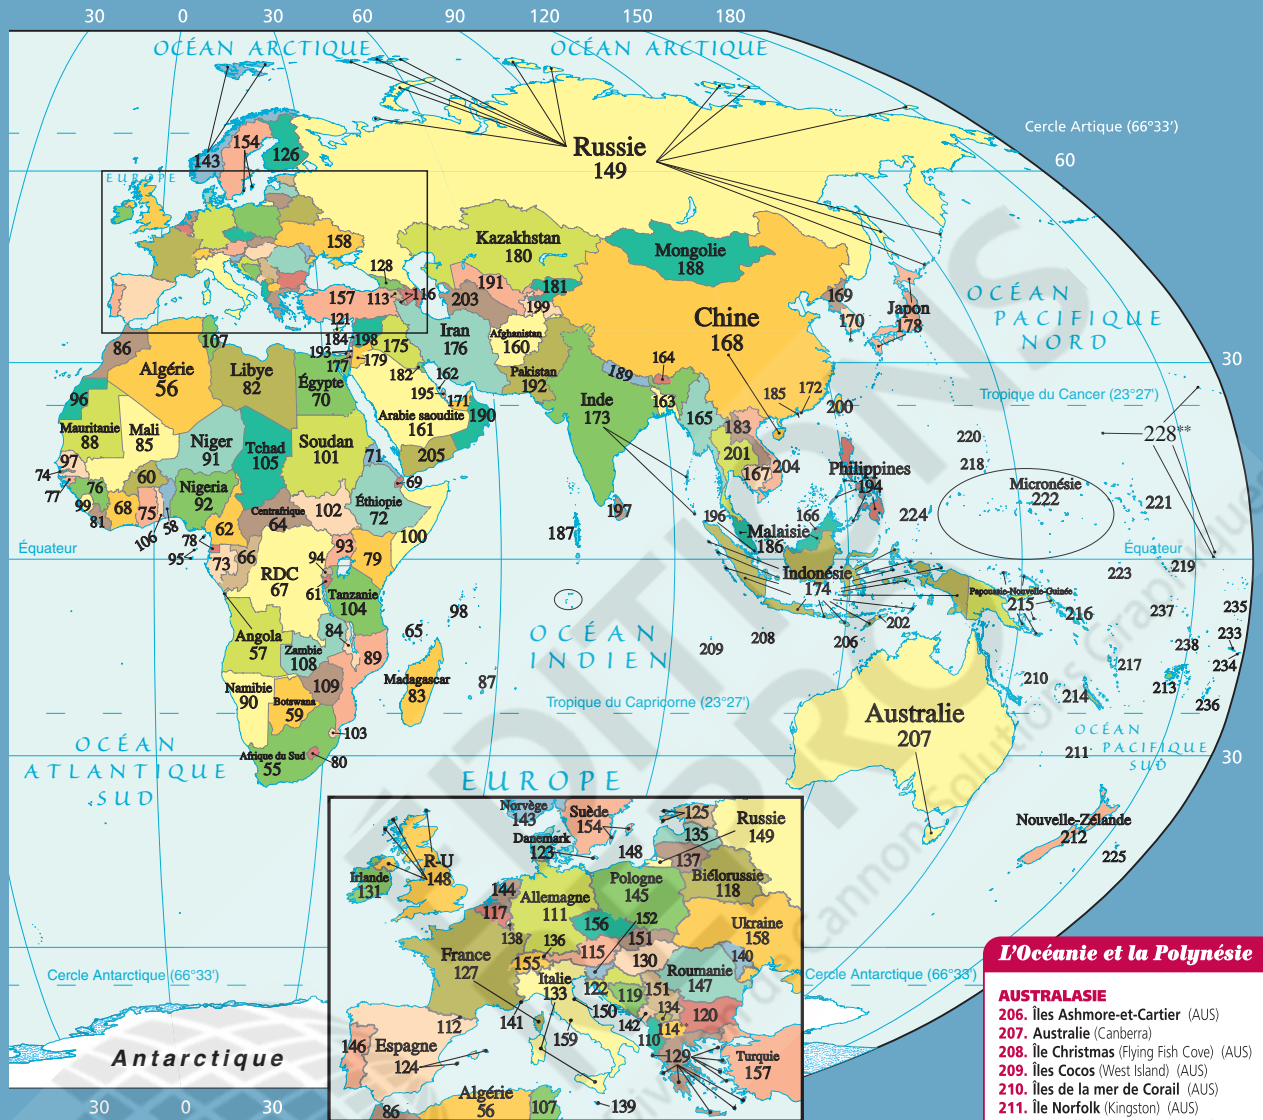 30 0 30 60 90 120 150 180
OCÉAN ARCTIQUE OCÉAN ARCTIQUE
Cercle Artique (66°33')
60
Russie
149
143 154 126
EUROPE
158
128
157 113 116
121
Kazakhstan
180
Mongolie
188
191 181
203 199
169
170
Japon
178
OCÉAN
PACIFIQUE
NORD
Chine
168
86
107
184 198
193
177 179
175
Iran
176
Afghanistan
160
Algérie
56
Libye
82
Égypte
70
182 162
195 171
190
Pakistan
192
189 164
163
Inde
173
165
185 172
200
30
Tropique du Cancer (23°27')
96
Mauritanie
88
Mali
85
Niger
91
Tchad
105
Soudan
101
Arabie saoudite
161
205
71
69
183
201
167 204
Philippines
194
228**
220
218
Micronésie
222
221
224
97
74
77
76
99
81
60
68 75
106 58
Nigeria
92
Centrafrique
64
102
Éthiopie
72
62
78
95
73 66
100
197
187
196
166
Malaisie
186
Indonésie
174
Équateur
Équateur
219
223
RDC
67
94 93
61
79
Tanzanie
104
98
65
Papouasie-Nouvelle-Guinée
215 216
237 235
233
238 234
217
213
236
202
206
208
209
210
214
Angola
57
84
Zambie
108
89
109
Madagascar
83
87
OCÉAN
INDIEN
Tropique du Capricorne (23°27')
Namibie
90
Botswana
59
103
80
Afrique du Sud
55
Australie
207
OCÉAN
PACIFIQUE
SUD
211
30
OCÉAN
ATLANTIQUE
SUD
Nouvelle-Zélande
212
225
EUROPE
Norvège
143
Suède
154
125
135
Russie
149
Danemark
123
148
137
R-U
148
Irlande
131
Pologne
145
Biélorussie
118
144
117
Allemagne
111
152
156
138 136
151
Ukraine
158
France
127
155
115
130
140
Roumanie
147
Italie
133
122
119
151
134
120
150
142
114
110
141
159
112
146
Espagne
124
129
Turquie
157
Algérie
56
86
107
139
Cercle Antarctique (66°33')
Cercle Antarctique (66°33')
Antarctique
30 0 30
L'Océanie et la Polynésie
AUSTRALASIE
206. Îles Ashmore-et-Cartier (AUS)
207. Australie (Canberra)
208. Île Christmas (Flying Fish Cove) (AUS)
209. Îles Cocos (West Island) (AUS)
210. Îles de la mer de Corail (AUS)
211. Île Norfolk (Kingston) (AUS)